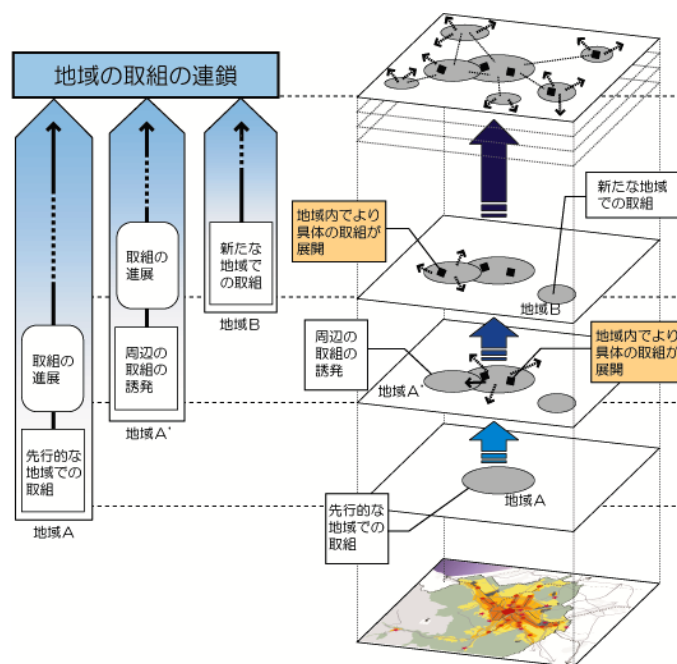 地域の取組の連鎖
取組の
進展
先行的な
地域での
取組
地域A
取組の
進展
周辺の
取組の
誘発
地域A'
新たな
地域で
の取組
地域B
地域内でより
具体の取組が
展開
新たな地域
での取組
地域B
周辺の
取組の
誘発
地域A'
地域内でより
具体の取組が
展開
先行的な
地域での
取組
地域A